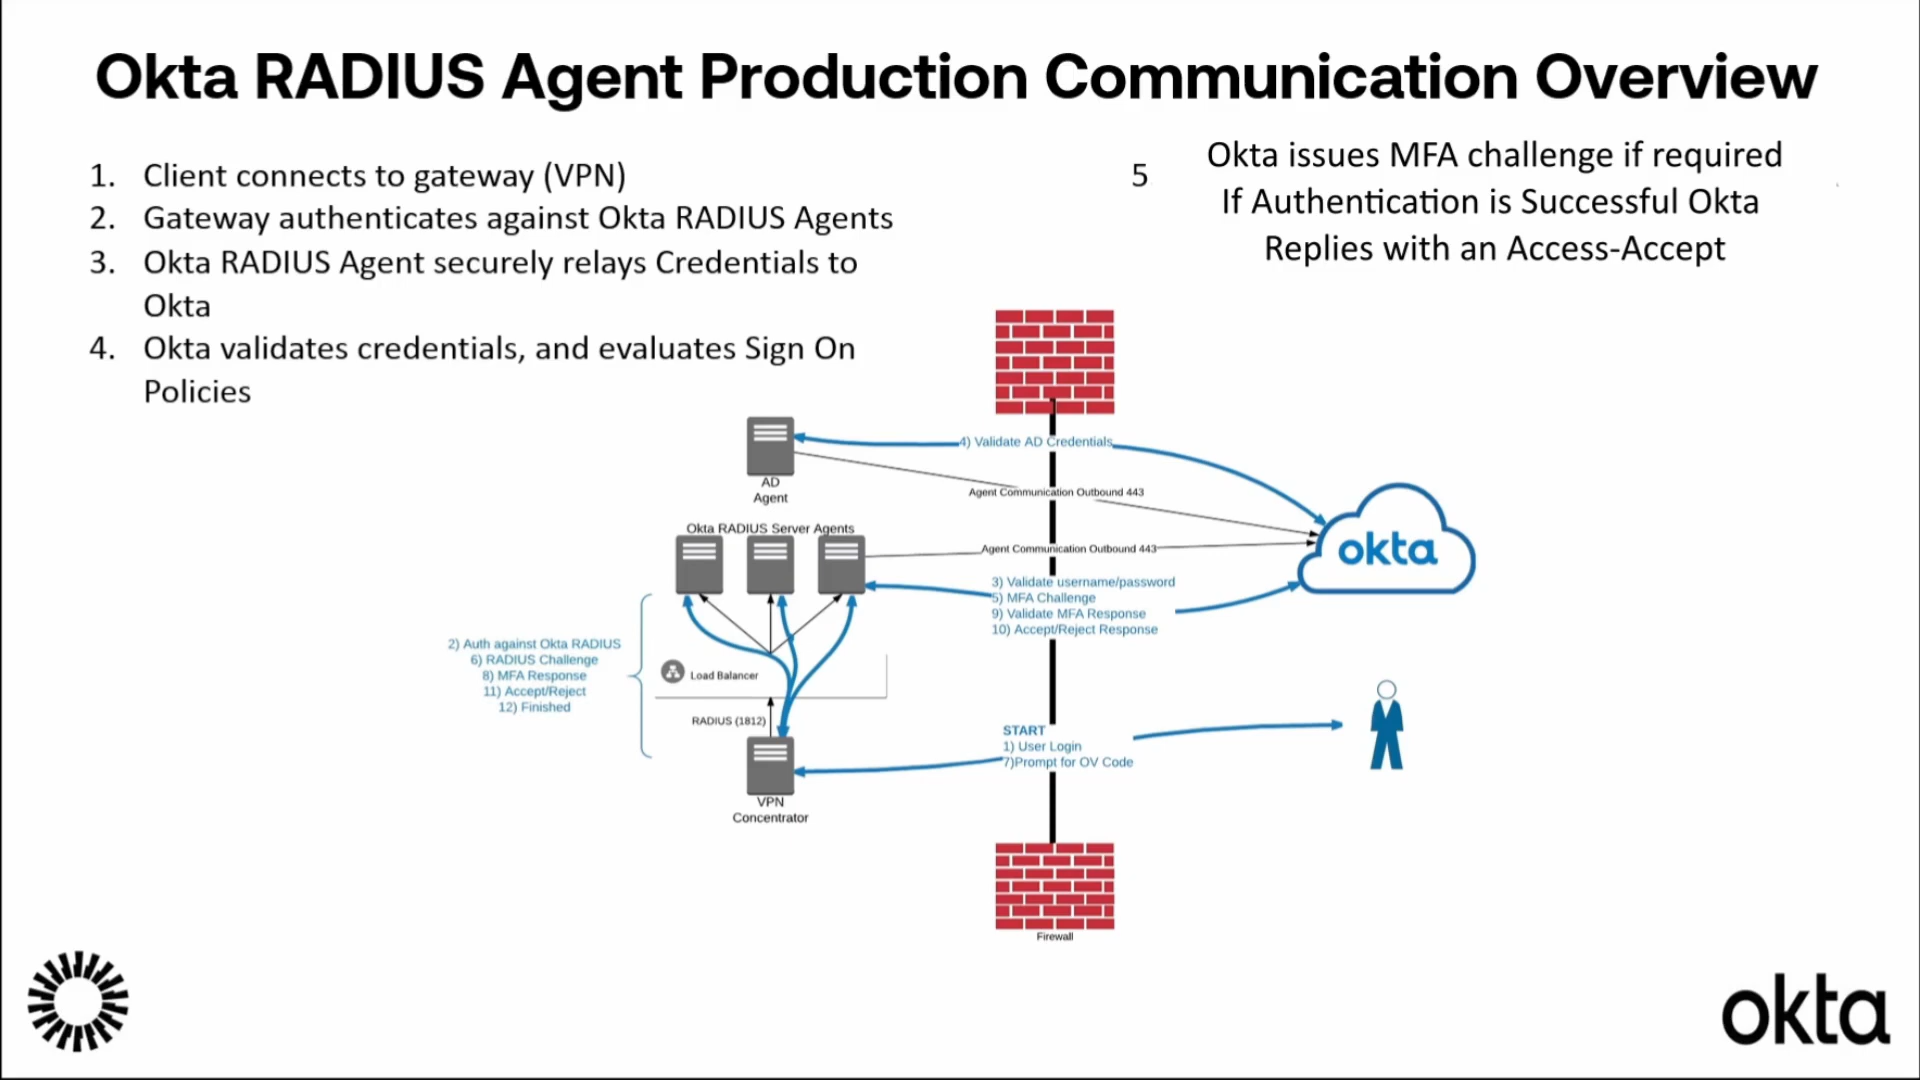 Okta RADIUS Agent Production Communication Overview
1. Client connects to gateway (VPN)
2. Gateway authenticates against Okta RADIUS Agents
3. Okta RADIUS Agent securely relays Credentials to
Okta
4. Okta validates credentials, and evaluates Sign On
Policies
5 Okta issues MFA challenge if required
If Authentication is Successful Okta
Replies with an Access-Accept
4) Validate AD Credentials
AD
Agent
Agent Communication Outbound 443
Okta RADIUS Server Agents
Agent Communication Outbound 443
okta
3) Validate username/password
5) MFA Challenge
9) Validate MFA Response
10) Accept/Reject Response
2) Auth against Okta RADIUS
6) RADIUS Challenge
8) MFA Response
11) Accept/Reject
12) Finished
Load Balancer
RADIUS (1812)
START
1) User Login
7)Prompt for OV Code
VPN
Concentrator
Firewall
okta